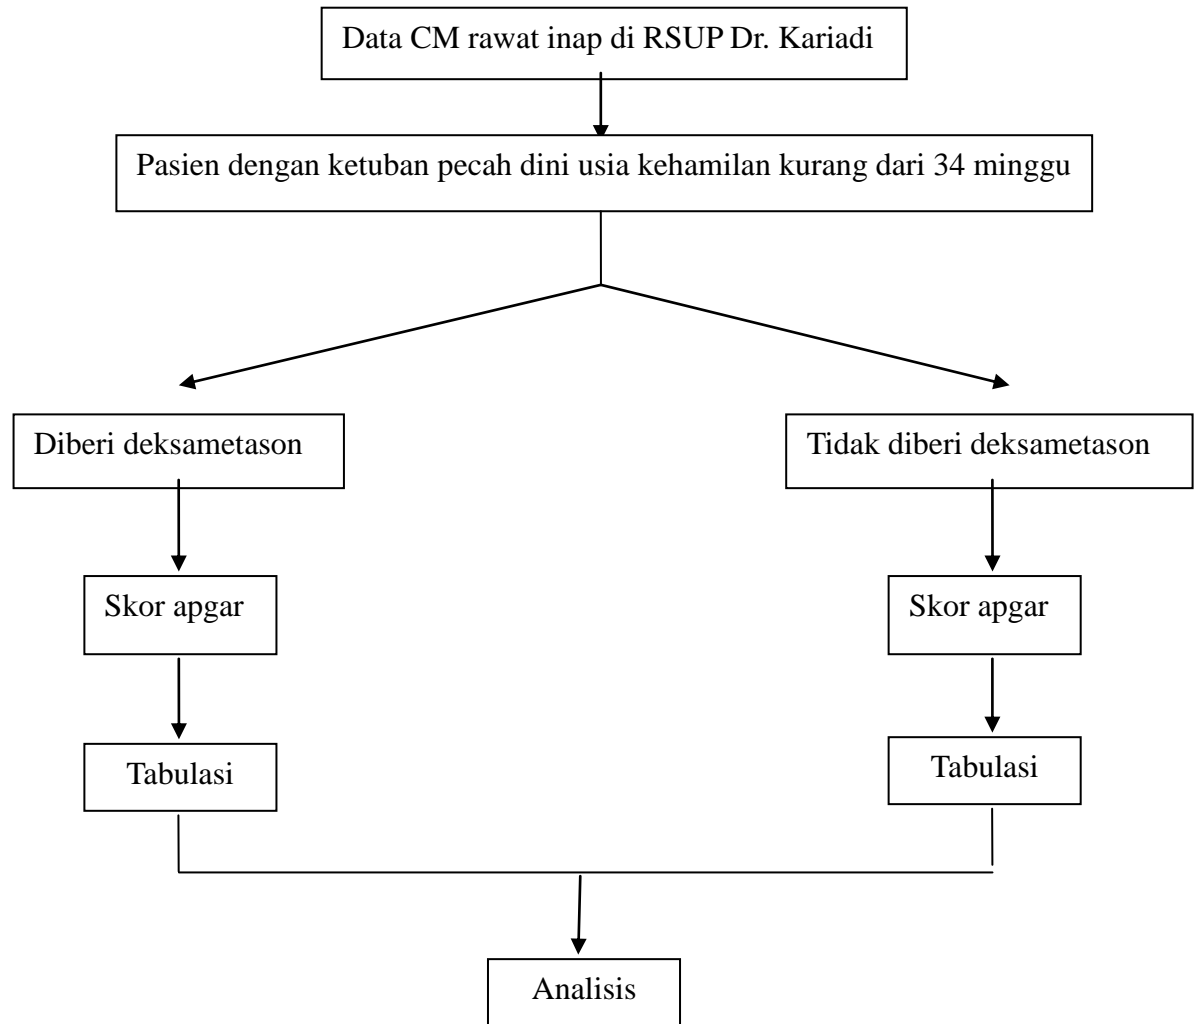 Data CM rawat inap di RSUP Dr. Kariadi
Pasien dengan ketuban pecah dini usia kehamilan kurang dari 34 minggu
Diberi deksametason
Tidak diberi deksametason
Skor apgar
Skor apgar
Tabulasi
Tabulasi
Analisis